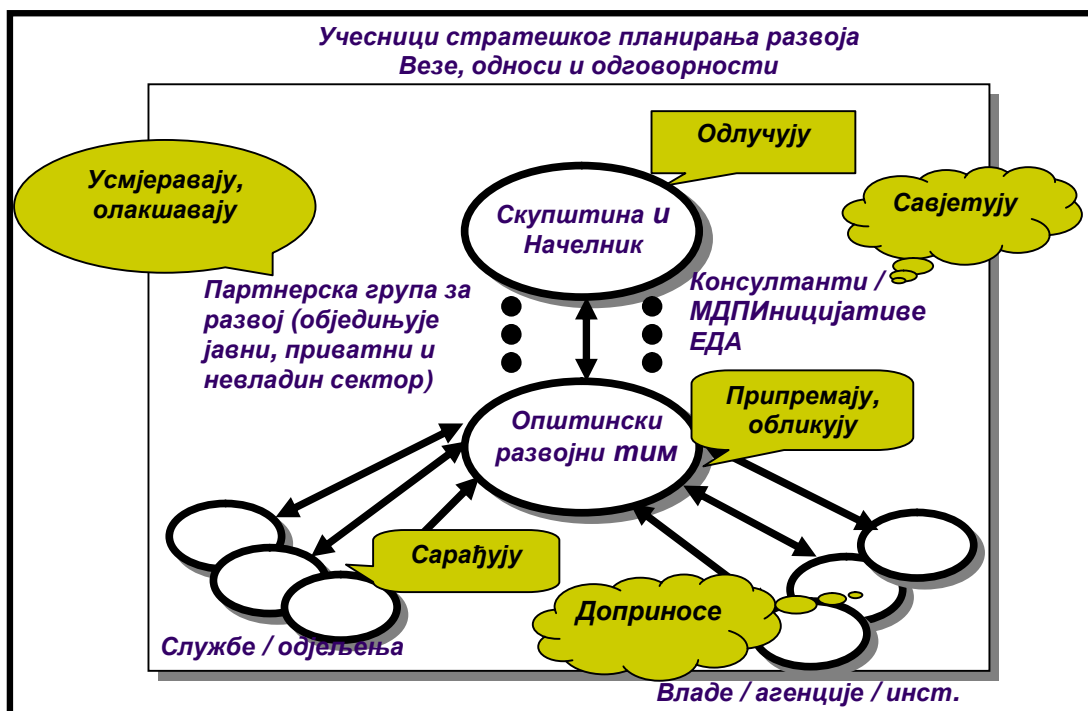 Учесници стратешког планирања развоја
Везе, односи и одговорности
Одлучују
Усмјеравају,
олакшавају
Савјетују
Скупштина и
Начелник
Партнерска група за
развој (обједињује
јавни, приватни и
невладин сектор)
Консултанти /
МДПИницијативе
ЕДА
Припремају,
обликују
Општински
развојни тим
Сарађују
Доприносе
Службе / одјељења
Владе / агенције / инст.